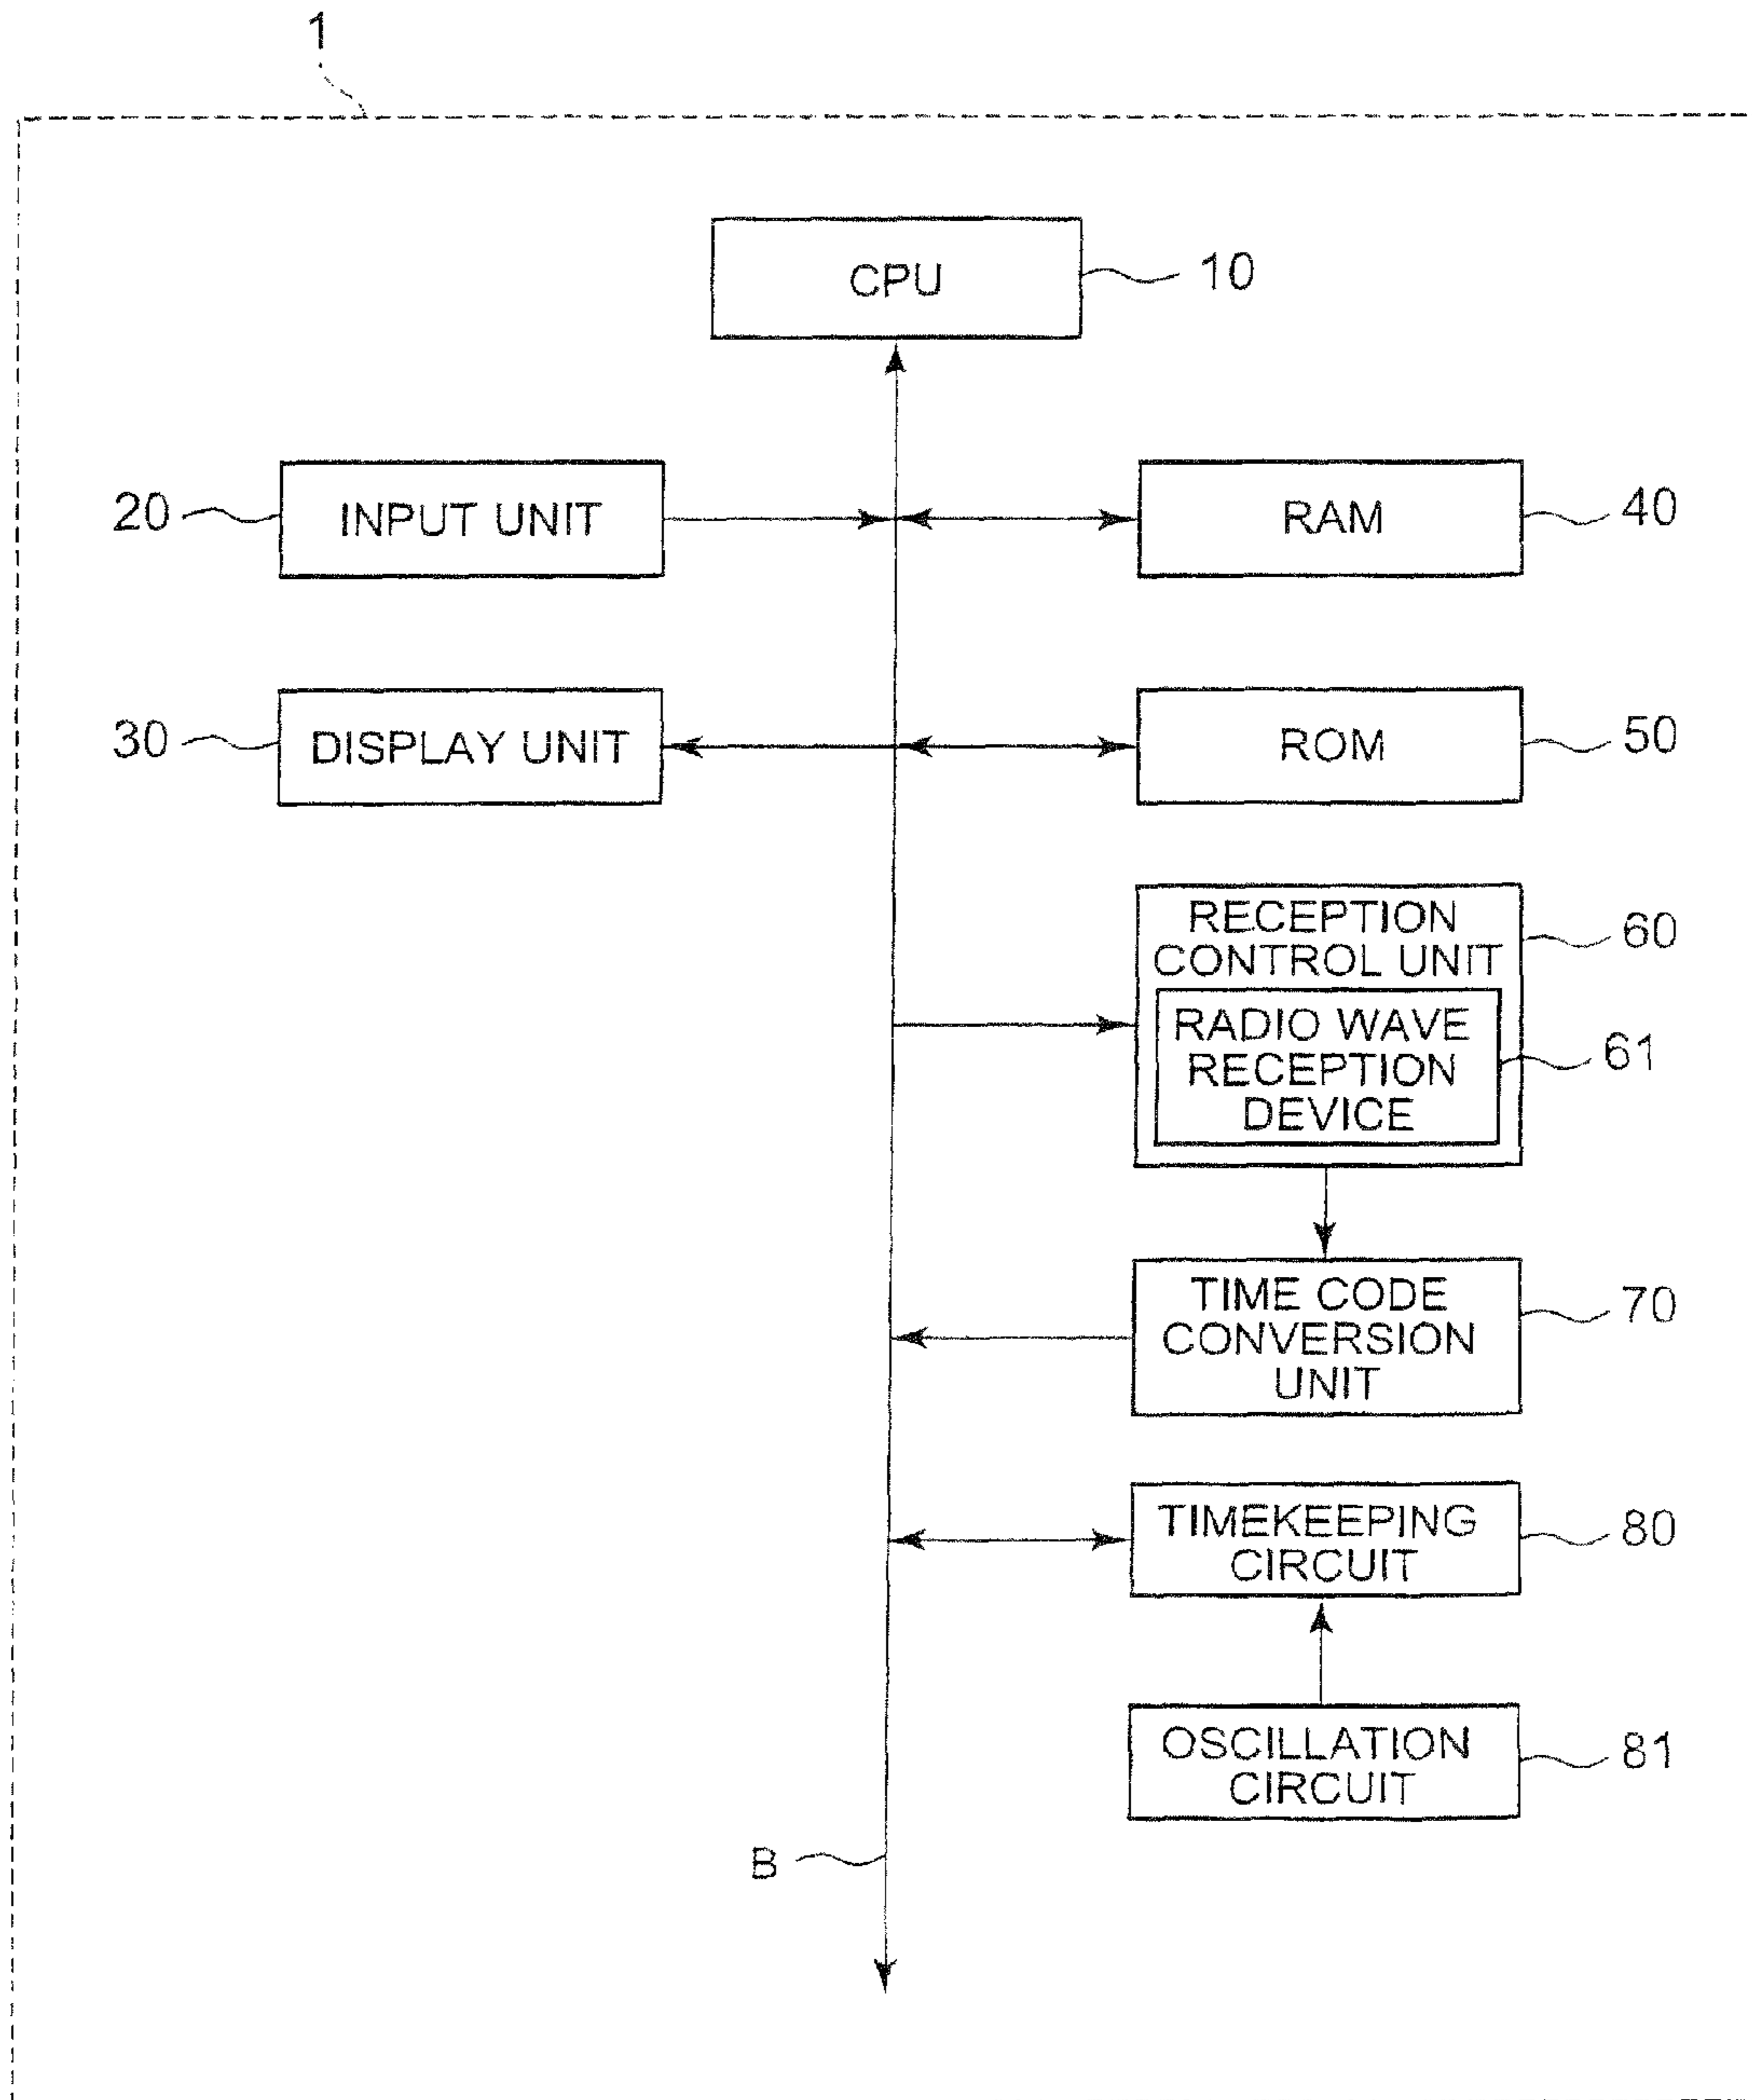 1
CPU
10
20
INPUT UNIT
RAM
40
30
DISPLAY UNIT
ROM
50
RECEPTION
CONTROL UNIT
60
RADIO WAVE
RECEPTION
DEVICE
61
TIME CODE
CONVERSION
UNIT
70
TIMEKEEPING
CIRCUIT
80
OSCILLATION
CIRCUIT
81
B